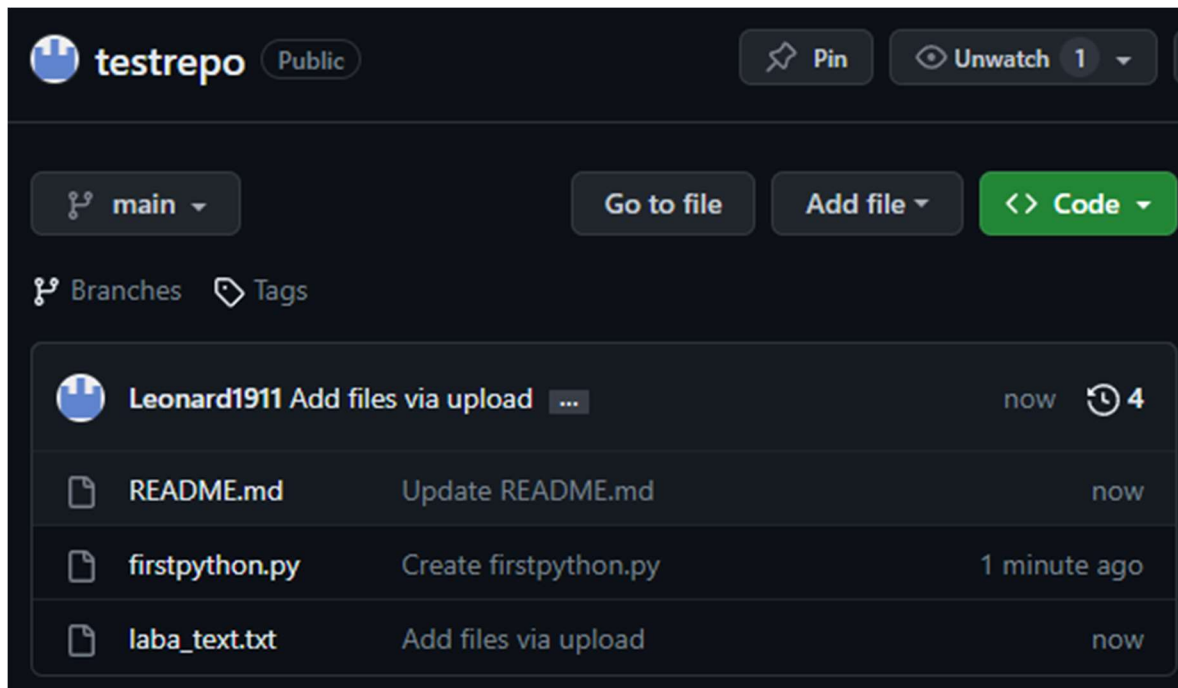 testrepo Public Pin Unwatch 1
main Go to file Add file Code
Branches Tags
Leonard1911 Add files via upload ... now 4
README.md Update README.md now
firstpython.py Create firstpython.py 1 minute ago
laba_text.txt Add files via upload now